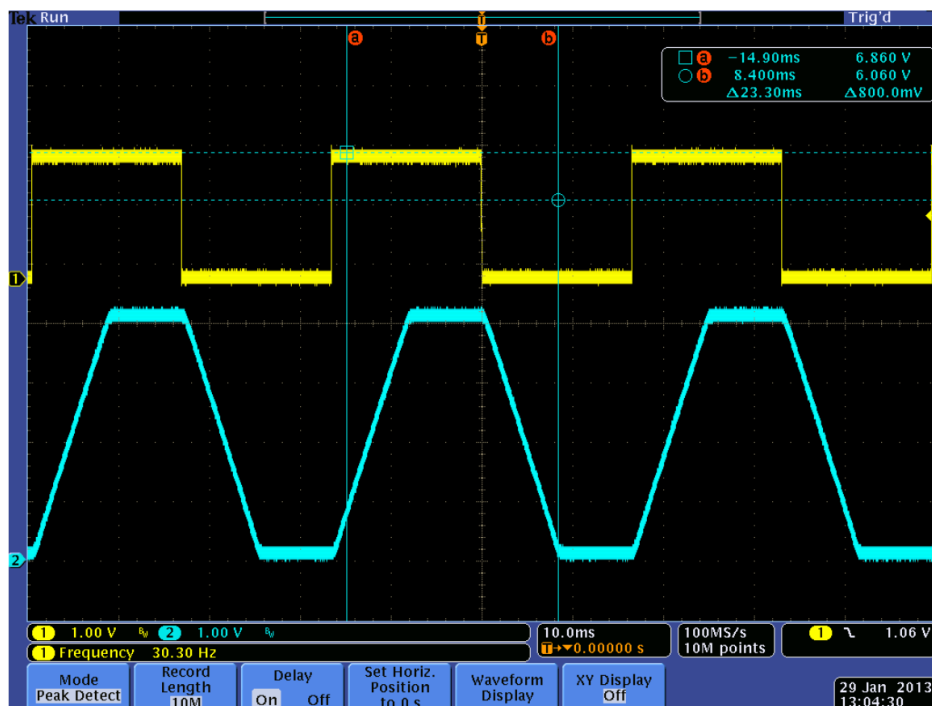 Tek Run Trig'd
T
a T b
a −14.90ms 6.860 V
b 8.400ms 6.060 V
Δ23.30ms Δ800.0mV
1
2
1 1.00 V BW 2 1.00 V BW
1 Frequency 30.30 Hz
10.0ms
T→▼0.00000 s
100MS/s
10M points
1 1.06 V
Mode
Peak Detect
Record
Length
10M
Delay
On Off
Set Horiz.
Position
to 0 s
Waveform
Display
XY Display
Off
29 Jan 2013
13:04:30